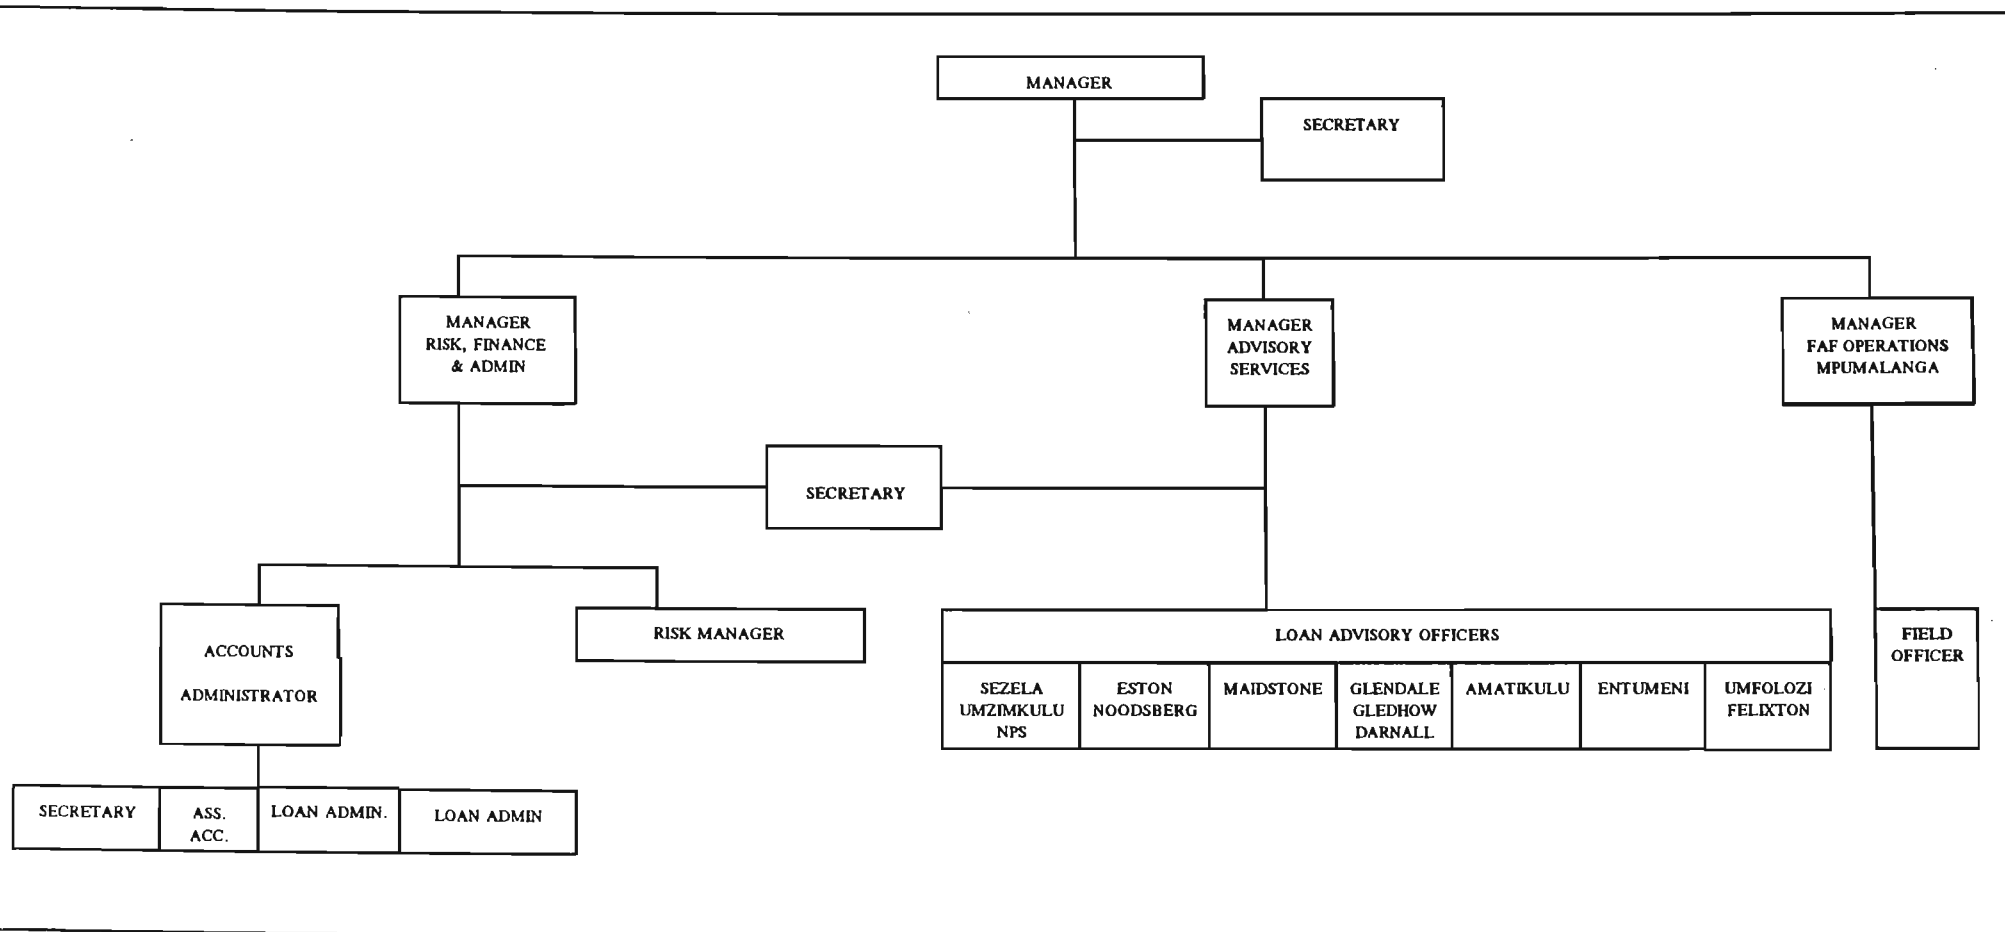 MANAGER
SECRETARY
MANAGER
RISK, FINANCE
& ADMIN
MANAGER
ADVISORY
SERVICES
MANAGER
FAF OPERATIONS
MPUMALANGA
SECRETARY
ACCOUNTS
ADMINISTRATOR
RISK MANAGER
LOAN ADVISORY OFFICERS
SEZELA
UMZIMKULU
NPS
ESTON
NOODSBERG
MAIDSTONE
GLENDALE
GLEDHOW
DARNALL
AMATIKULU
ENTUMENI
UMFOLOZI
FELIXTON
FIELD
OFFICER
SECRETARY
ASS.
ACC.
LOAN ADMIN.
LOAN ADMIN